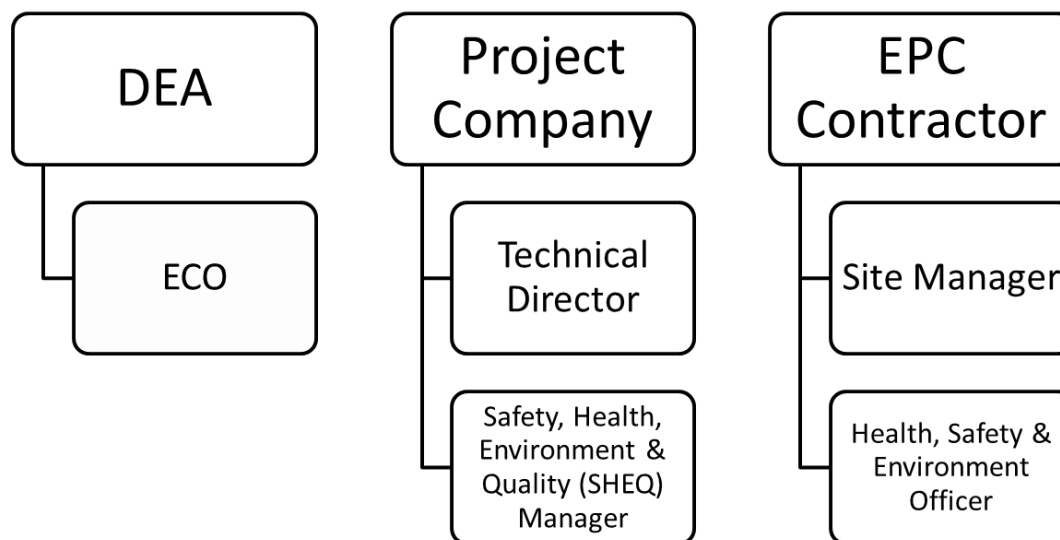 DEA
ECO
Project
Company
Technical
Director
Safety, Health,
Environment &
Quality (SHEQ)
Manager
EPC
Contractor
Site Manager
Health, Safety &
Environment
Officer